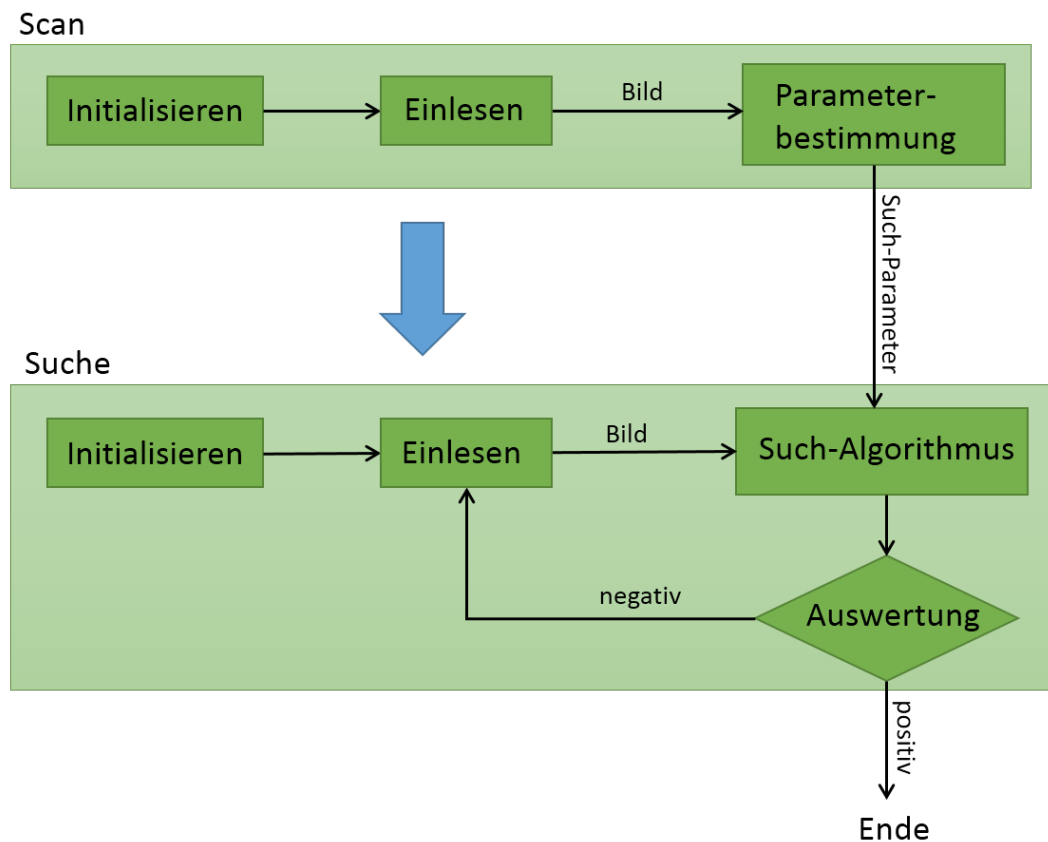 Scan
Initialisieren
Einlesen
Bild
Parameter-
bestimmung
Such-Parameter
Suche
Initialisieren
Einlesen
Bild
Such-Algorithmus
negativ
Auswertung
positiv
Ende